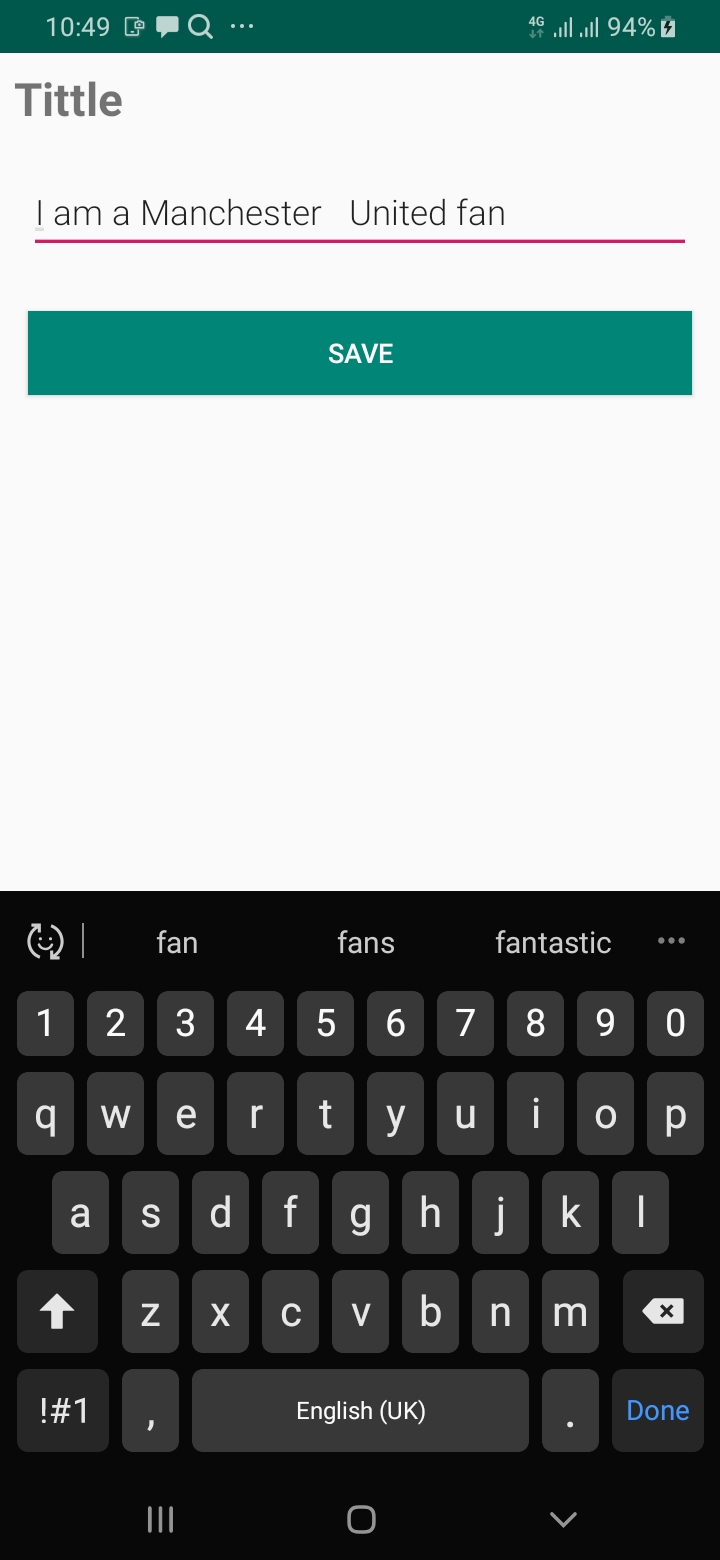 10:49 4G 94%
Tittle
I am a Manchester   United fan
SAVE
fan fans fantastic
1 2 3 4 5 6 7 8 9 0
q w e r t y u i o p
a s d f g h j k l
z x c v b n m
!#1 , English (UK) . Done